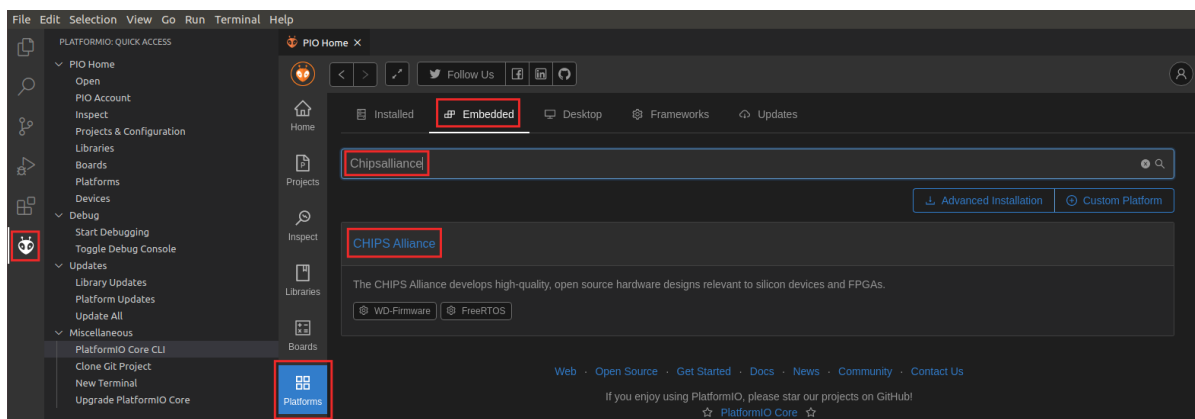 File Edit Selection View Go Run Terminal Help
PLATFORMIO: QUICK ACCESS
PIO Home
Open
PIO Account
Inspect
Projects & Configuration
Libraries
Boards
Platforms
Devices
Debug
Start Debugging
Toggle Debug Console
Updates
Library Updates
Platform Updates
Update All
Miscellaneous
PlatformIO Core CLI
Clone Git Project
New Terminal
Upgrade PlatformIO Core
PIO Home
Follow Us
Home
Projects
Inspect
Libraries
Boards
Platforms
Installed Embedded Desktop Frameworks Updates
Chipsalliance
Advanced Installation Custom Platform
CHIPS Alliance
The CHIPS Alliance develops high-quality, open source hardware designs relevant to silicon devices and FPGAs.
WD-Firmware FreeRTOS
Web · Open Source · Get Started · Docs · News · Community · Contact Us
If you enjoy using PlatformIO, please star our projects on GitHub!
PlatformIO Core